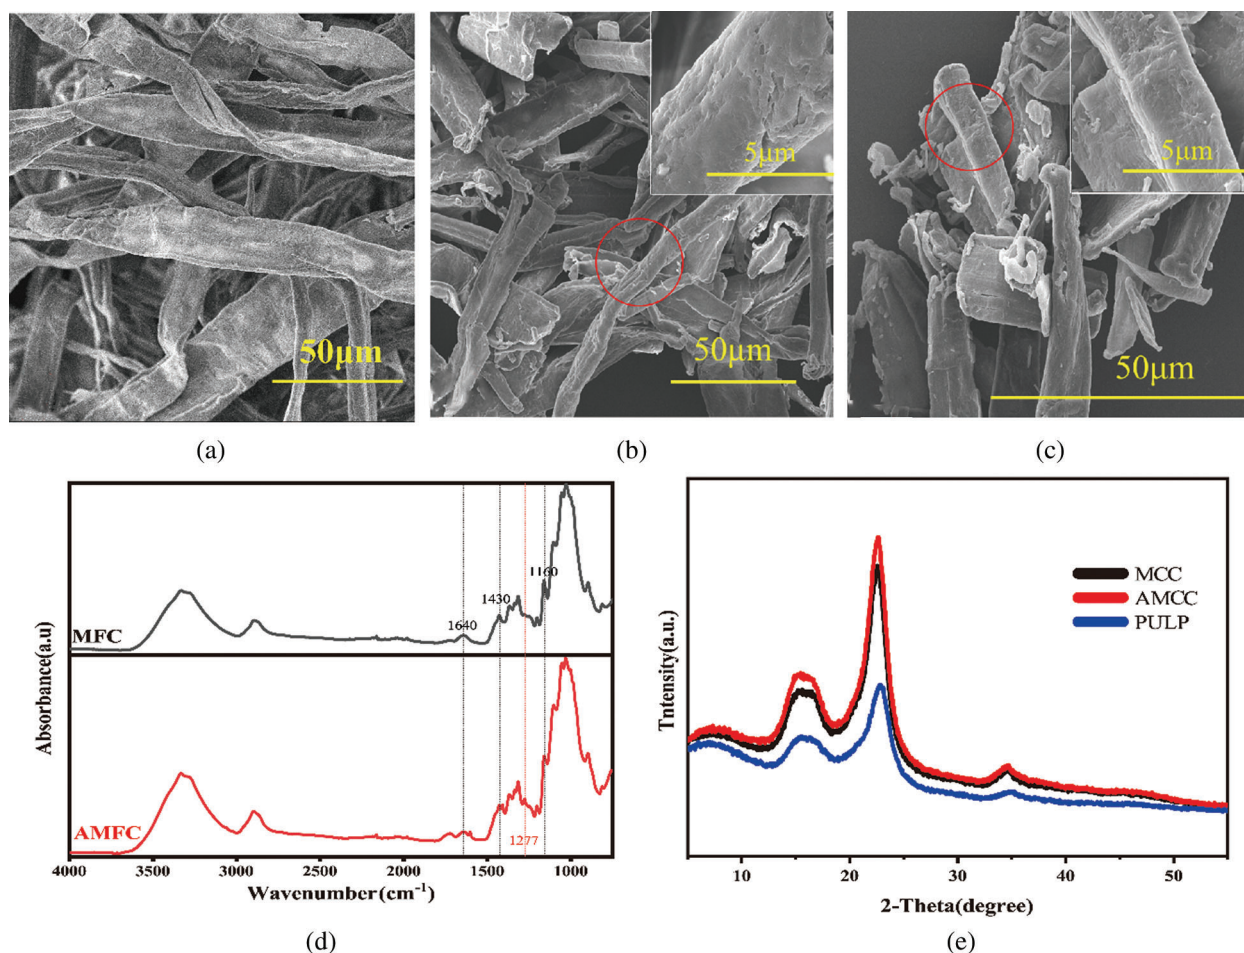 5μm
5μm
50μm
50μm
50μm
(a)
(b)
(c)
MFC
1640
1430
1160
AMFC
1277
Absorbance(a.u)
4000 3500 3000 2500 2000 1500 1000
Wavenumber(cm⁻¹)
(d)
MCC
AMCC
PULP
Tntensity(a.u.)
10 20 30 40 50
2-Theta(degree)
(e)